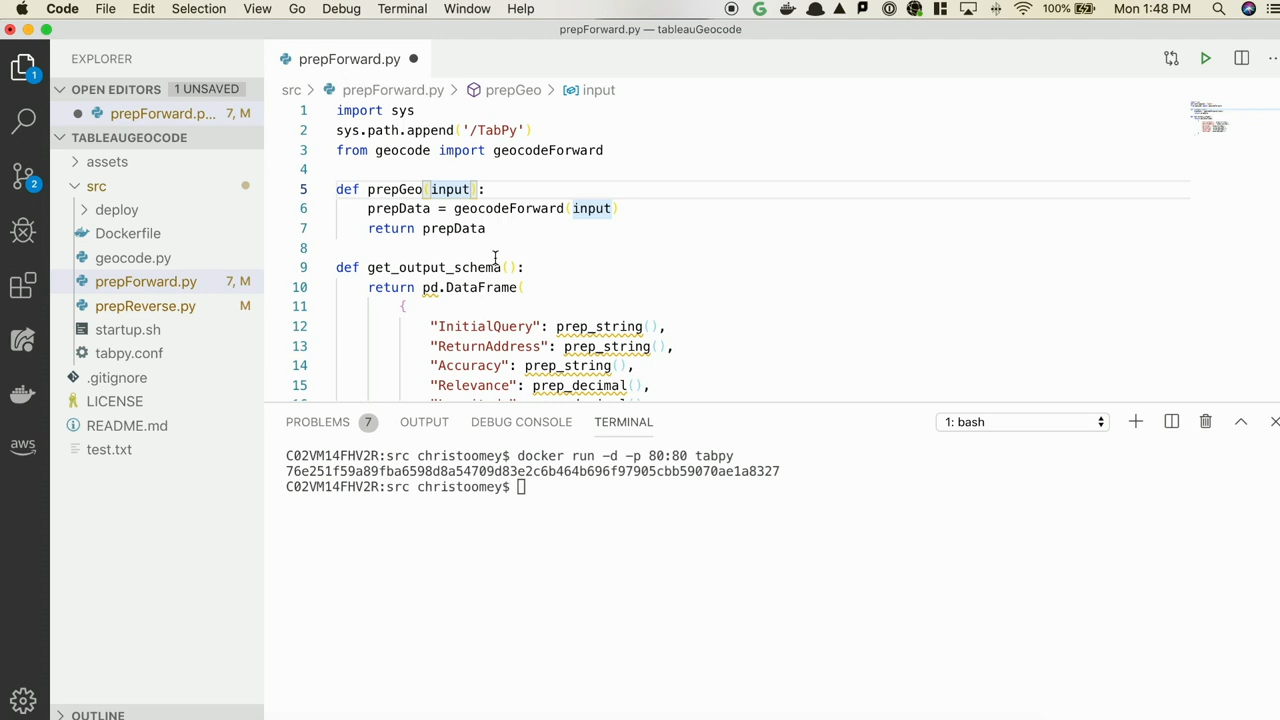 Code File Edit Selection View Go Debug Terminal Window Help 100% Mon 1:48 PM
prepForward.py — tableauGeocode
EXPLORER
OPEN EDITORS 1 UNSAVED
prepForward.p... 7, M
TABLEAUGEOCODE
assets
src
deploy
Dockerfile
geocode.py
prepForward.py 7, M
prepReverse.py M
startup.sh
tabpy.conf
.gitignore
LICENSE
README.md
test.txt
OUTLINE
1
2
prepForward.py
src > prepForward.py > prepGeo > input
1 import sys
2 sys.path.append('/TabPy')
3 from geocode import geocodeForward
4
5 def prepGeo(input):
6 prepData = geocodeForward(input)
7 return prepData
8
9 def get_output_schema():
10 return pd.DataFrame(
11 {
12 "InitialQuery": prep_string(),
13 "ReturnAddress": prep_string(),
14 "Accuracy": prep_string(),
15 "Relevance": prep_decimal(),
PROBLEMS 7 OUTPUT DEBUG CONSOLE TERMINAL 1: bash
C02VM14FHV2R:src christoomey$ docker run -d -p 80:80 tabpy
76e251f59a89fba6598d8a54709d83e2c6b464b696f97905cbb59070ae1a8327
C02VM14FHV2R:src christoomey$
aws